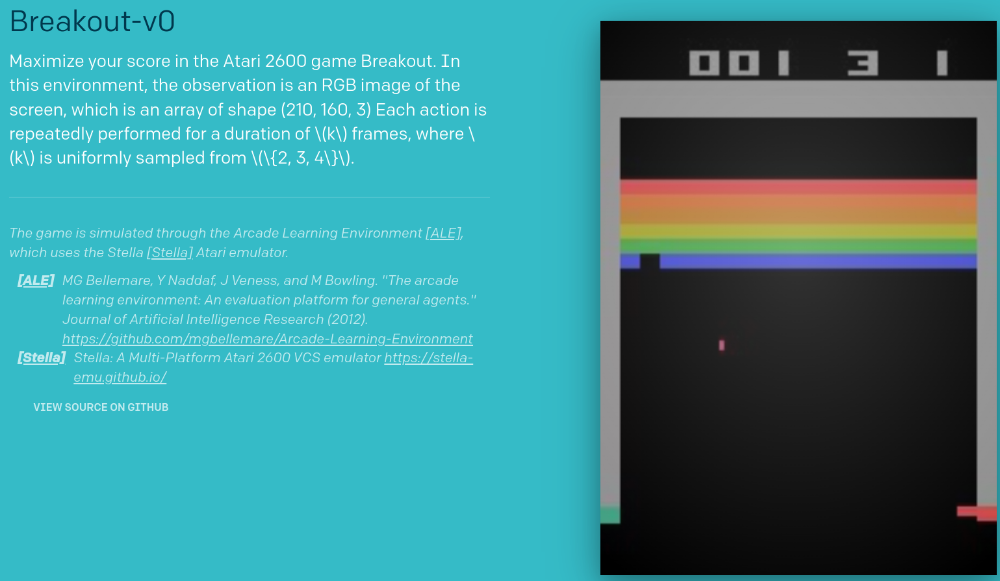 Breakout-v0
Maximize your score in the Atari 2600 game Breakout. In
this environment, the observation is an RGB image of the
screen, which is an array of shape (210, 160, 3) Each action is
repeatedly performed for a duration of \(k\) frames, where \
(k\) is uniformly sampled from \(\{2, 3, 4\}\).
The game is simulated through the Arcade Learning Environment [ALE],
which uses the Stella [Stella] Atari emulator.
[ALE] MG Bellemare, Y Naddaf, J Veness, and M Bowling. "The arcade
learning environment: An evaluation platform for general agents."
Journal of Artificial Intelligence Research (2012).
https://github.com/mgbellemare/Arcade-Learning-Environment
[Stella] Stella: A Multi-Platform Atari 2600 VCS emulator https://stella-
emu.github.io/
VIEW SOURCE ON GITHUB
001 3 1